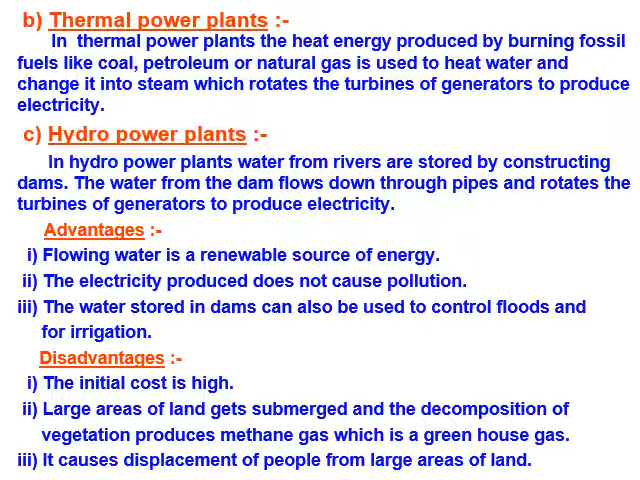 b) Thermal power plants :-
In thermal power plants the heat energy produced by burning fossil
fuels like coal, petroleum or natural gas is used to heat water and
change it into steam which rotates the turbines of generators to produce
electricity.
c) Hydro power plants :-
In hydro power plants water from rivers are stored by constructing
dams. The water from the dam flows down through pipes and rotates the
turbines of generators to produce electricity.
Advantages :-
i) Flowing water is a renewable source of energy.
ii) The electricity produced does not cause pollution.
iii) The water stored in dams can also be used to control floods and
for irrigation.
Disadvantages :-
i) The initial cost is high.
ii) Large areas of land gets submerged and the decomposition of
vegetation produces methane gas which is a green house gas.
iii) It causes displacement of people from large areas of land.